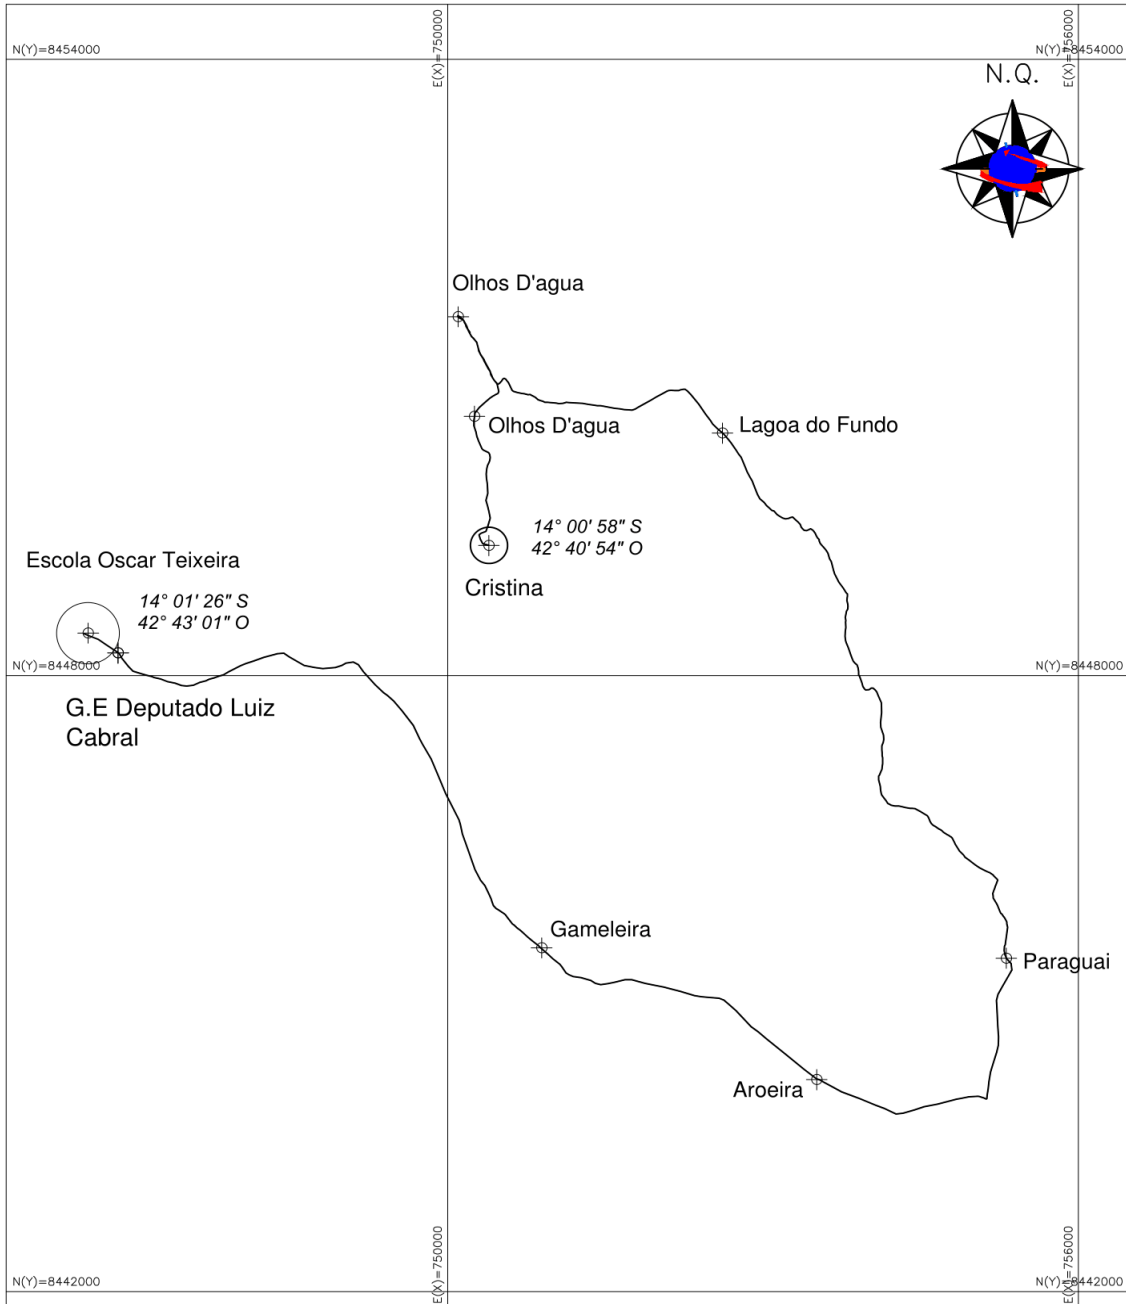 E(X)=750000
E(X)=756000
N(Y)=8454000
N(Y)=8454000
N.Q.
Olhos D'agua
Olhos D'agua
Lagoa do Fundo
14° 00' 58" S
42° 40' 54" O
Cristina
Escola Oscar Teixeira
14° 01' 26" S
42° 43' 01" O
N(Y)=8448000
N(Y)=8448000
G.E Deputado Luiz
Cabral
Gameleira
Paraguai
Aroeira
E(X)=750000
E(X)=756000
N(Y)=8442000
N(Y)=8442000